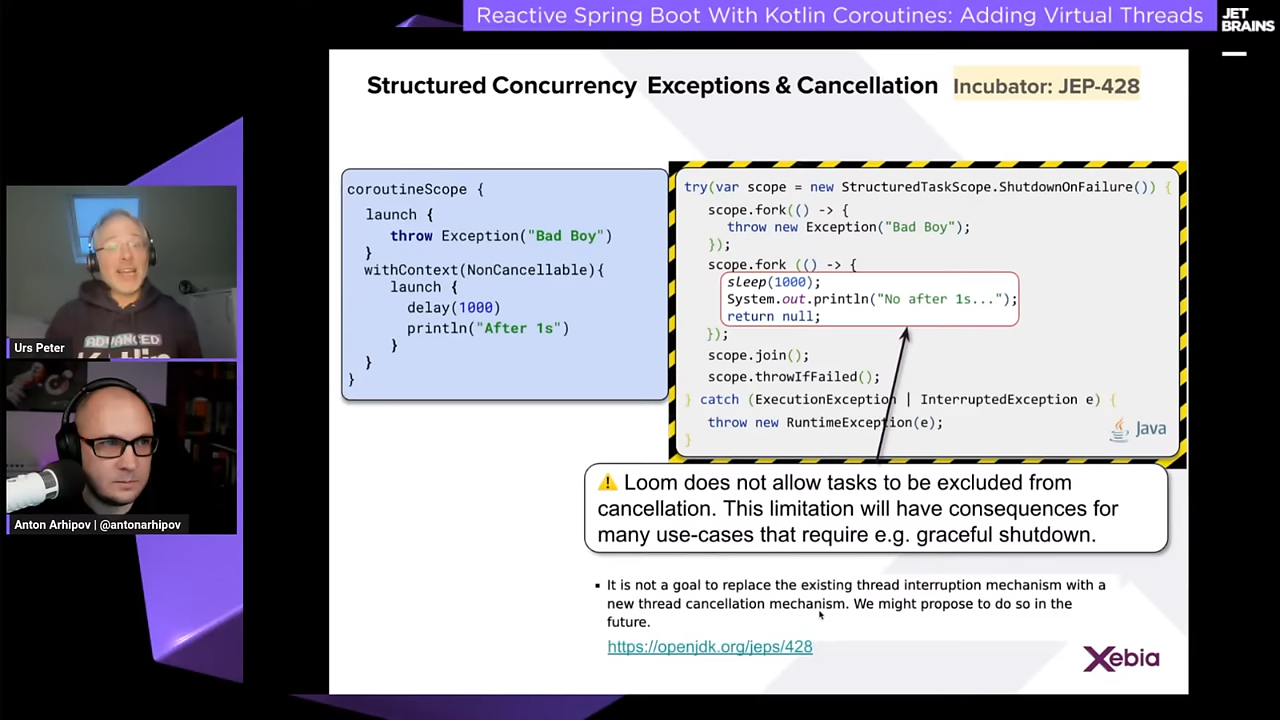 Reactive Spring Boot With Kotlin Coroutines: Adding Virtual Threads
JET
BRAINS
Structured Concurrency Exceptions & Cancellation Incubator: JEP-428
coroutineScope {
launch {
throw Exception("Bad Boy")
}
withContext(NonCancellable){
launch {
delay(1000)
println("After 1s")
}
}
}
try(var scope = new StructuredTaskScope.ShutdownOnFailure()) {
scope.fork(() -> {
throw new Exception("Bad Boy");
});
scope.fork (() -> {
sleep(1000);
System.out.println("No after 1s...");
return null;
});
scope.join();
scope.throwIfFailed();
} catch (ExecutionException | InterruptedException e) {
throw new RuntimeException(e);
}
Java
⚠ Loom does not allow tasks to be excluded from
cancellation. This limitation will have consequences for
many use-cases that require e.g. graceful shutdown.
▪ It is not a goal to replace the existing thread interruption mechanism with a
new thread cancellation mechanism. We might propose to do so in the
future.
https://openjdk.org/jeps/428
Xebia
ADVANCED
Kotlin
Urs Peter
Anton Arhipov | @antonarhipov